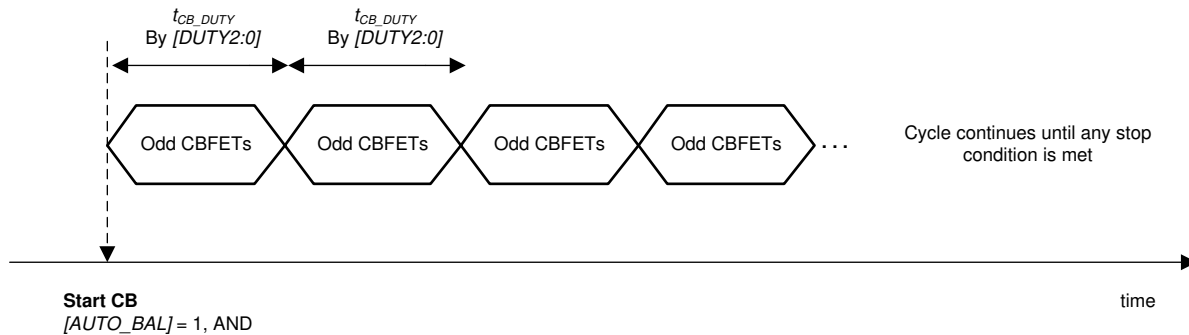 tCB_DUTY
By [DUTY2:0]
tCB_DUTY
By [DUTY2:0]
Odd CBFETs
Odd CBFETs
Odd CBFETs
Odd CBFETs
. . .
Cycle continues until any stop
condition is met
Start CB
[AUTO_BAL] = 1, AND
time